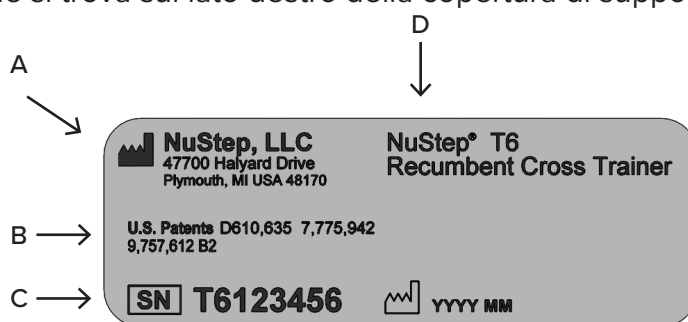 si trova sul lato destro della copertura di
D
A
NuStep, LLC
47700 Halyard Drive
Plymouth, MI USA 48170
NuStep® T6
Recumbent Cross Trainer
B
U.S. Patents D610,635 7,775,942
9,757,612 B2
C
SN T6123456
YYYY MM